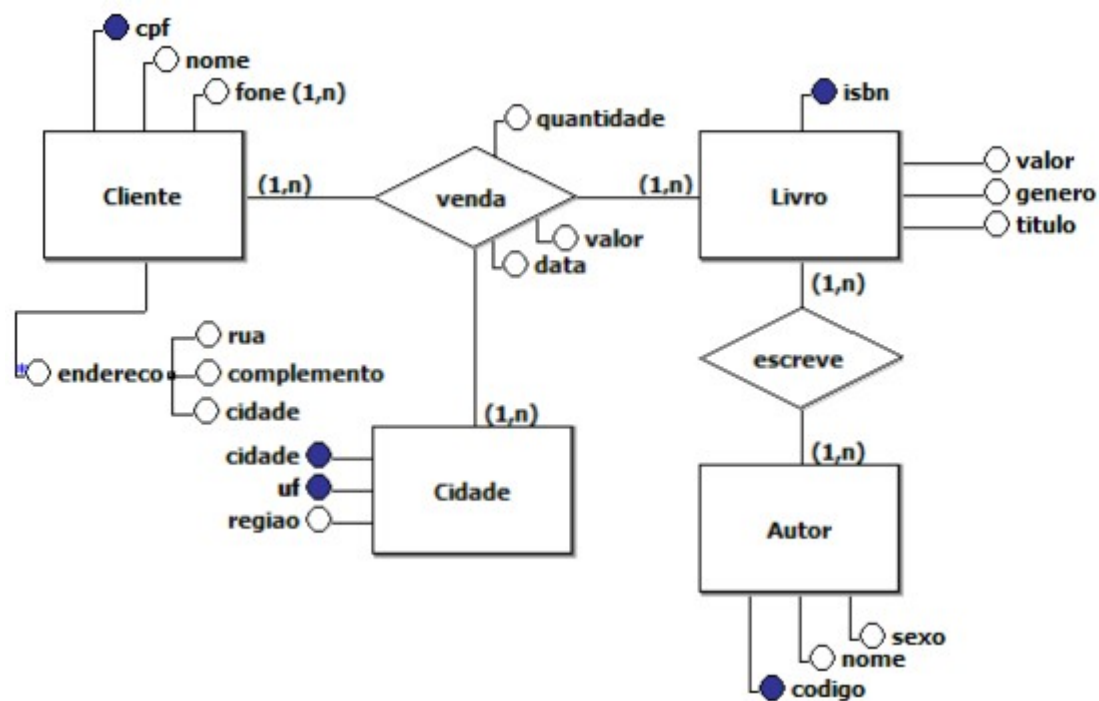 cpf
nome
fone (1,n)
Cliente
(1,n)
quantidade
venda
valor
data
(1,n)
isbn
Livro
valor
genero
titulo
(1,n)
escreve
(1,n)
Autor
sexo
nome
codigo
* endereco
rua
complemento
cidade
(1,n)
cidade
uf
regiao
Cidade